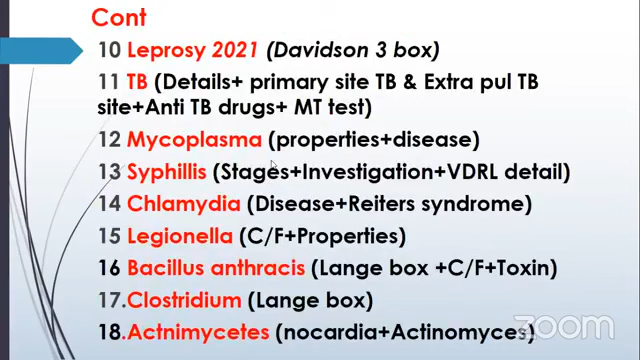 Cont
10 Leprosy 2021 (Davidson 3 box)
11 TB (Details+ primary site TB & Extra pul TB
site+Anti TB drugs+ MT test)
12 Mycoplasma (properties+disease)
13 Syphillis (Stages+Investigation+VDRL detail)
14 Chlamydia (Disease+Reiters syndrome)
15 Legionella (C/F+Properties)
16 Bacillus anthracis (Lange box +C/F+Toxin)
17.Clostridium (Lange box)
18.Actnimycetes (nocardia+Actinomyces)
zoom